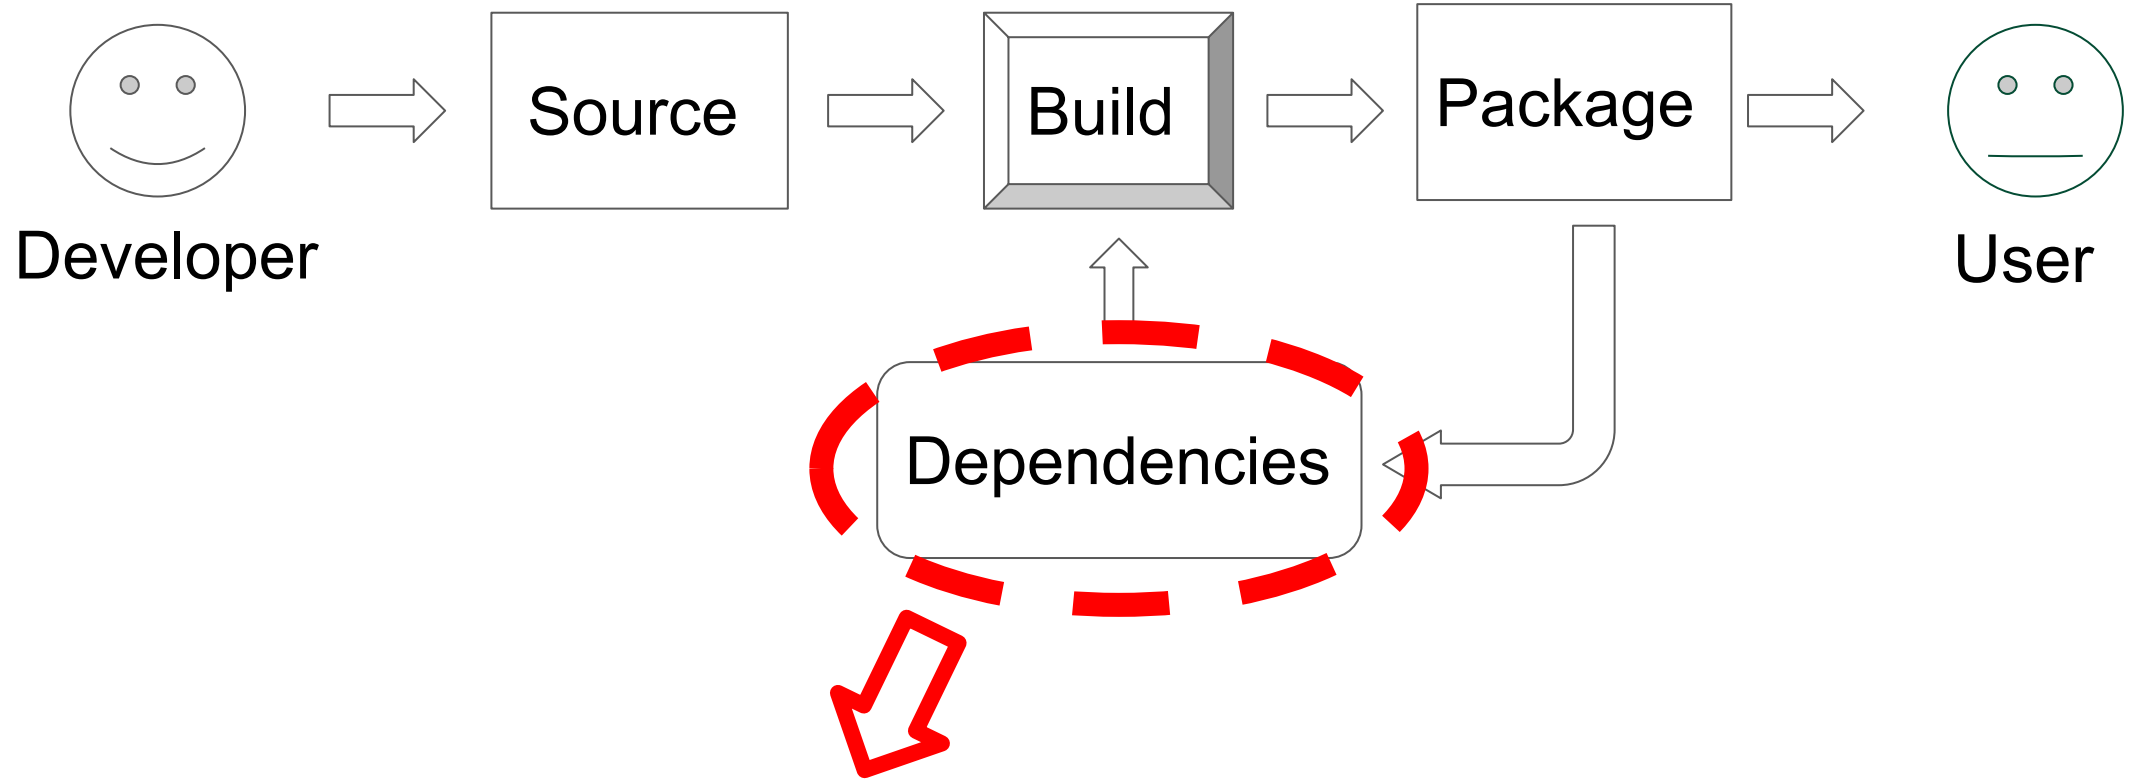 Source
Build
Package
Developer
User
Dependencies